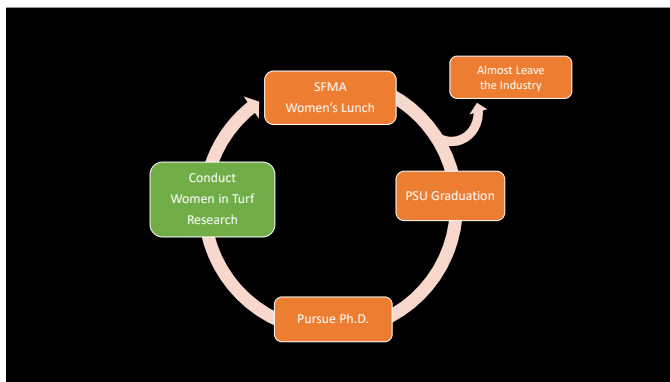 SFMA
Women's Lunch
Almost Leave
the Industry
Conduct
Women in Turf
Research
PSU Graduation
Pursue Ph.D.